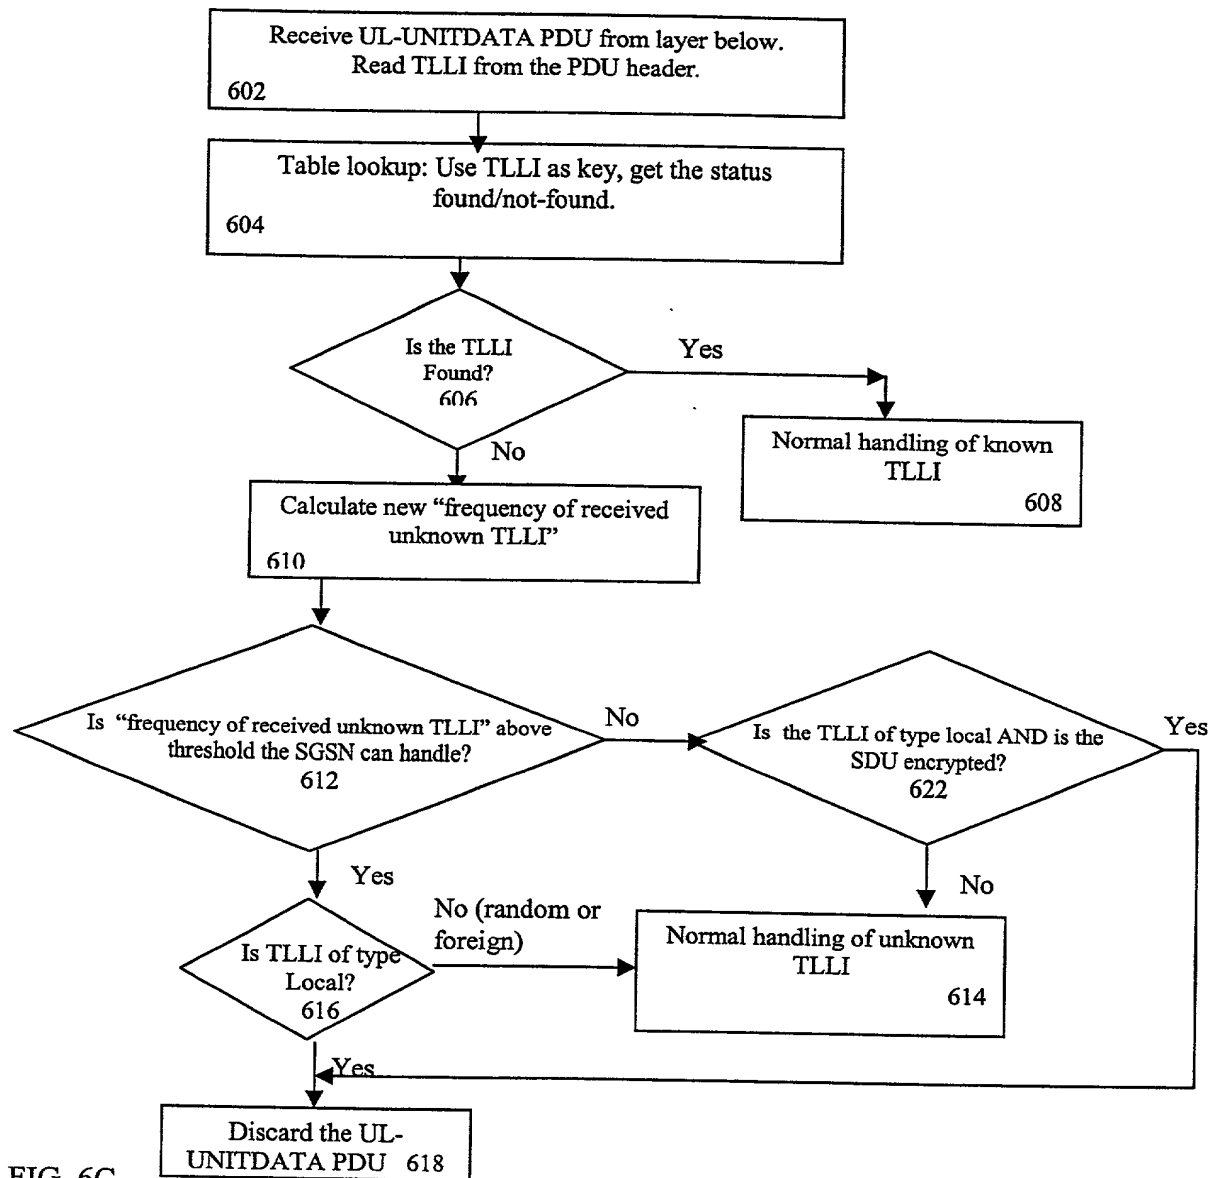 Receive UL-UNITDATA PDU from layer below.
Read TLLI from the PDU header.
602
Table lookup: Use TLLI as key, get the status
found/not-found.
604
Is the TLLI
Found?
606
Yes
No
Normal handling of known
TLLI
608
Calculate new “frequency of received
unknown TLLI”
610
Is “frequency of received unknown TLLI” above
threshold the SGSN can handle?
612
No
Is the TLLI of type local AND is the
SDU encrypted?
622
Yes
Yes
No
Is TLLI of type
Local?
616
No (random or
foreign)
Normal handling of unknown
TLLI
614
Yes
Discard the UL-
UNITDATA PDU 618
FIG. 6C